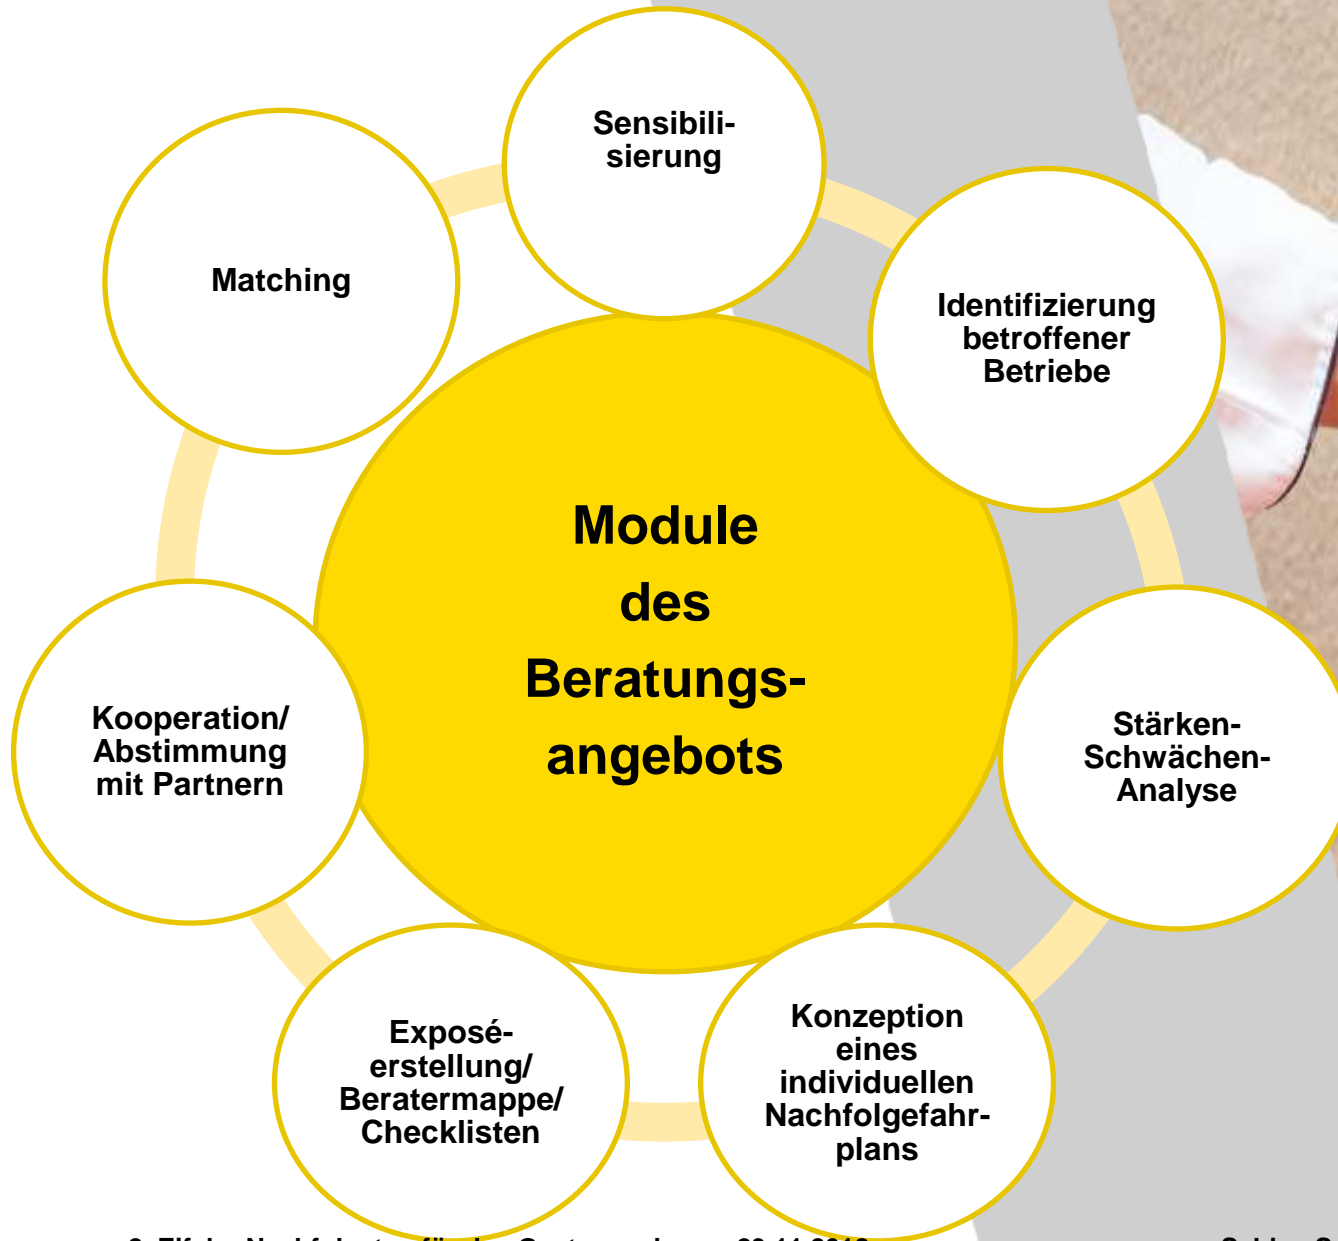 Sensibili-
sierung
Identifizierung
betroffener
Betriebe
Stärken-
Schwächen-
Analyse
Konzeption
eines
individuellen
Nachfolgefahr-
plans
Exposé-
erstellung/
Beratermappe/
Checklisten
Kooperation/
Abstimmung
mit Partnern
Matching
Module
des
Beratungs-
angebots